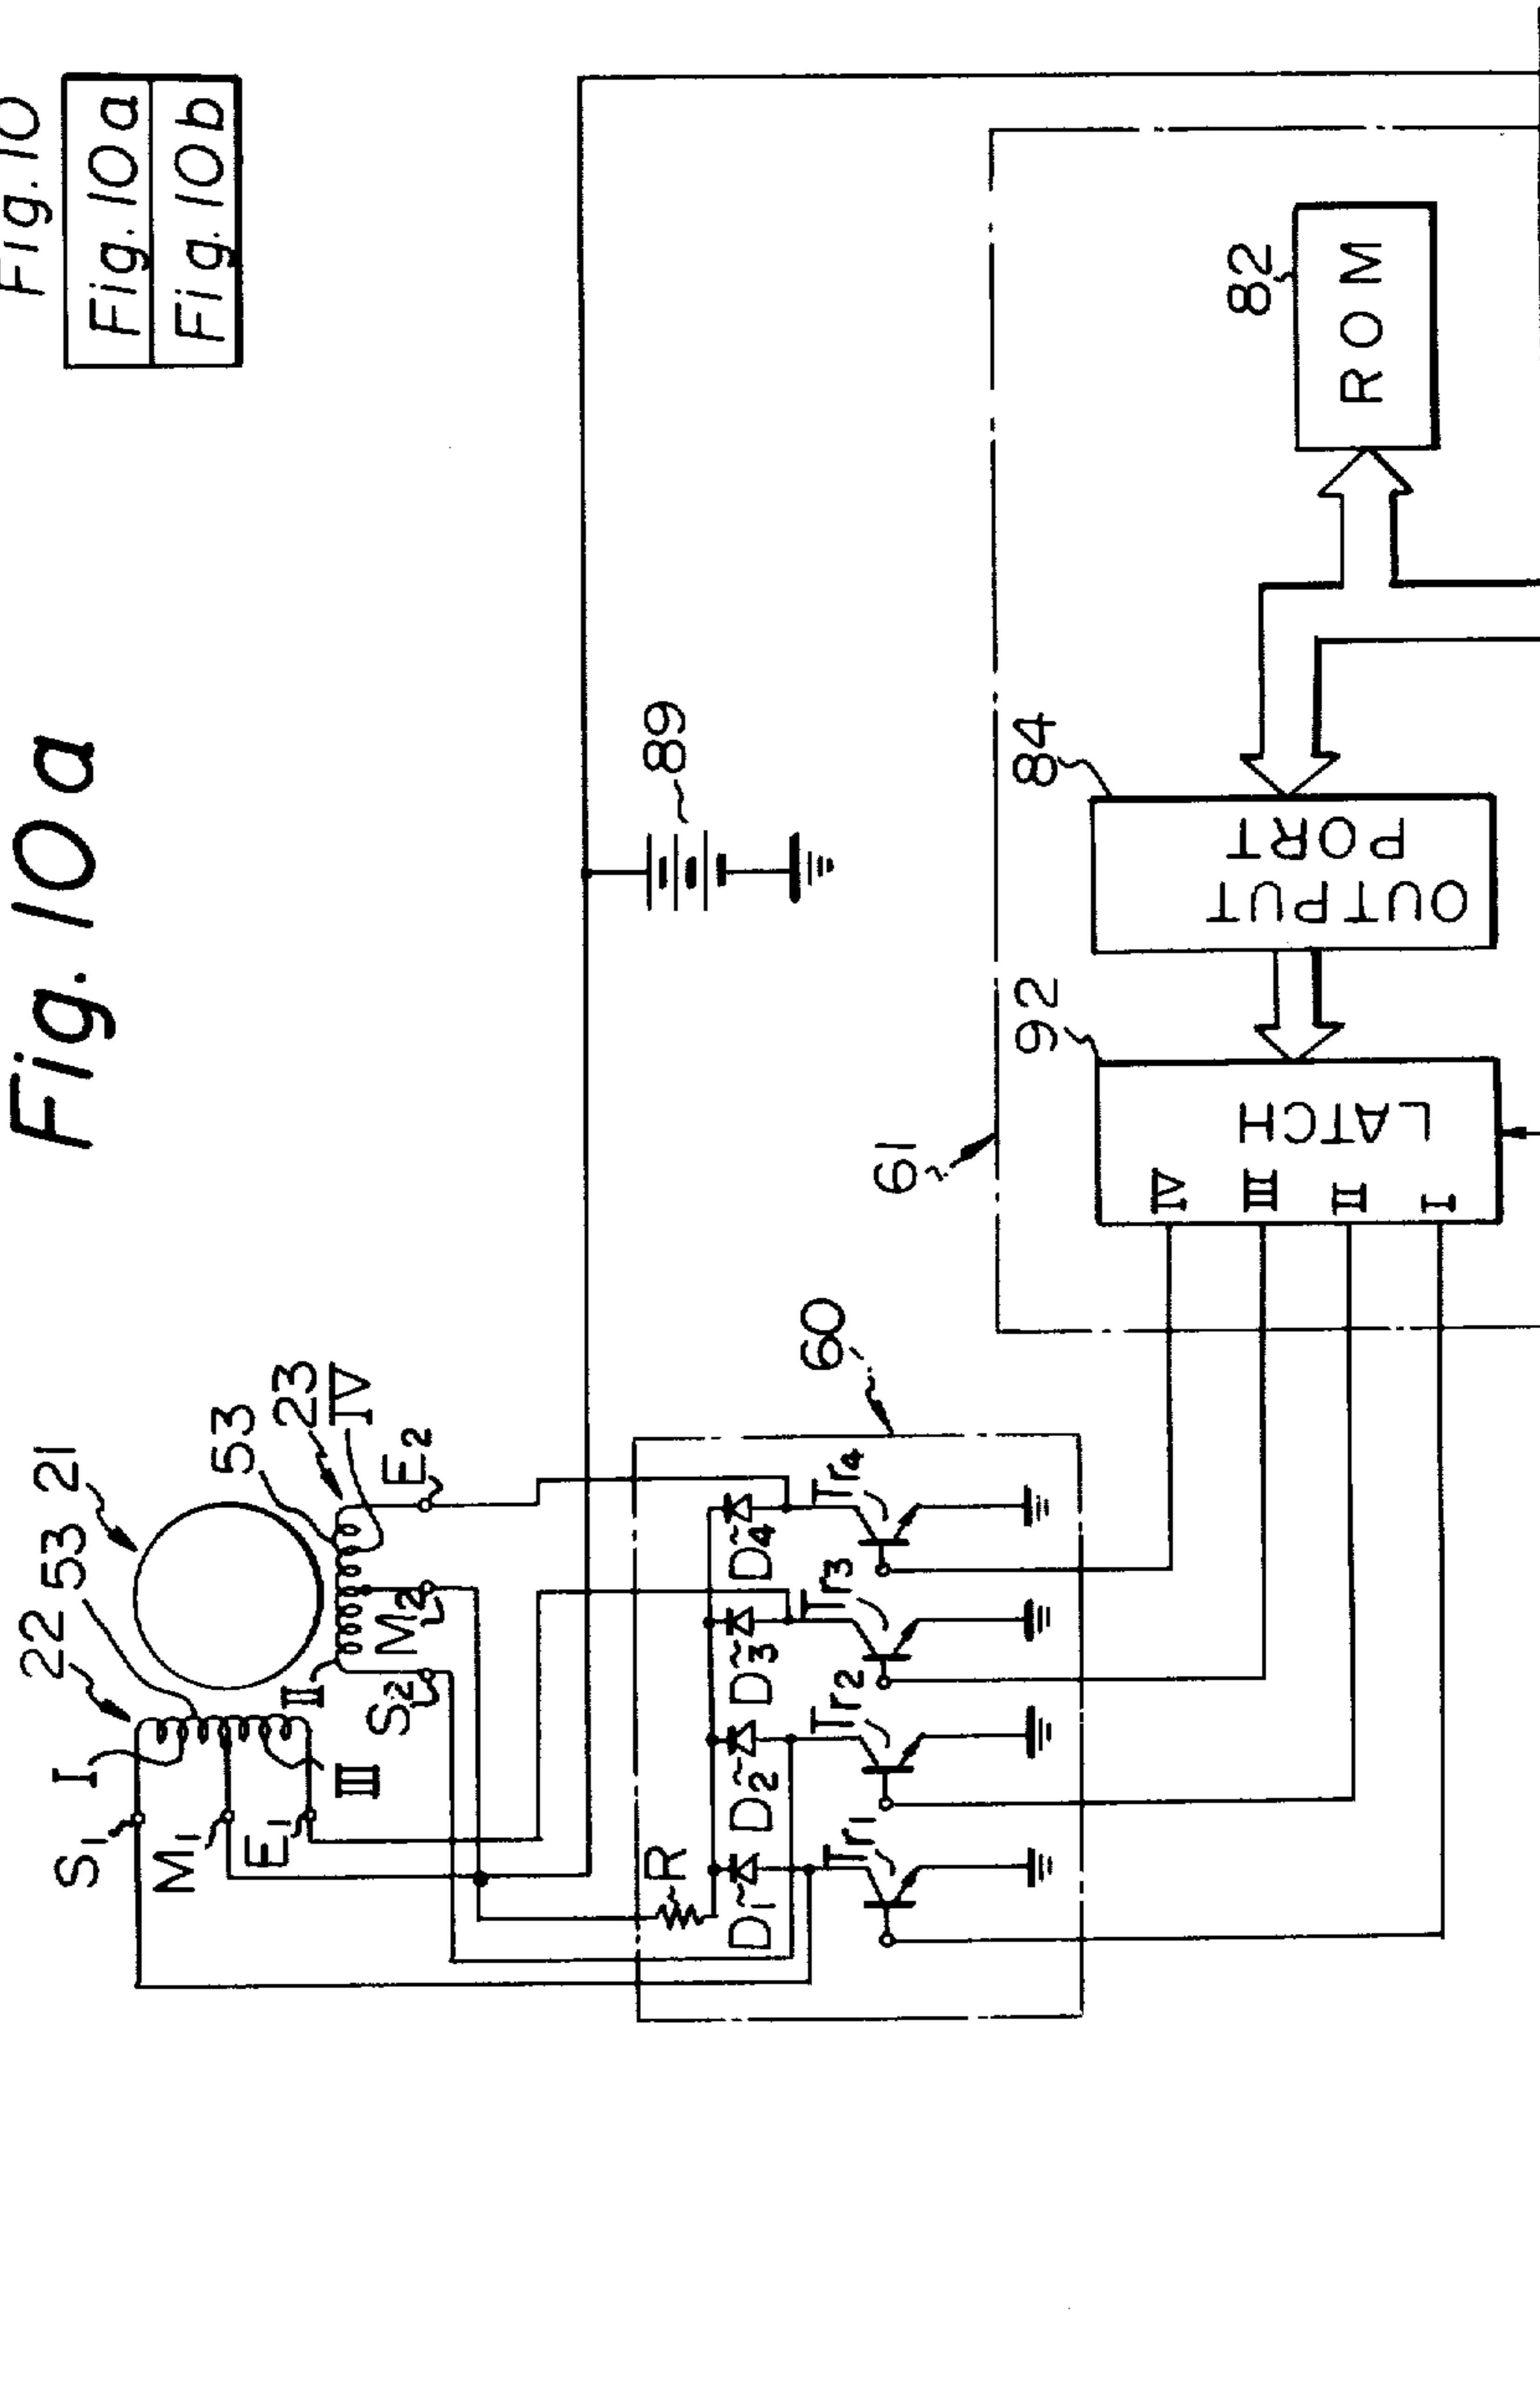 Fig. 10
Fig. 10a
Fig. 10b
Fig. 10a
21
22
53
53
23
I
II
III
IV
S1
M1
E1
S2
M2
E2
89
60
R
D1
D2
D3
D4
Tr1
Tr2
Tr3
Tr4
61
92
LATCH
I
II
III
IV
84
OUTPUT
PORT
82
ROM